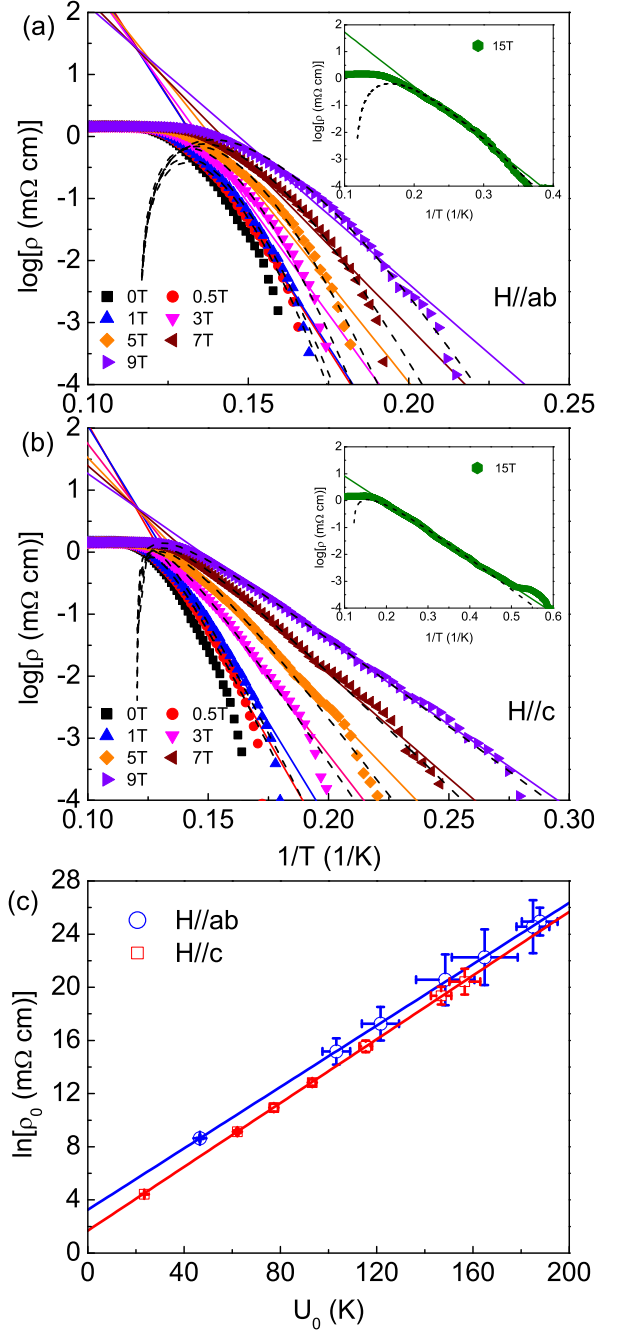 (a)
log[ρ (mΩ cm)]
2
1
0
-1
-2
-3
-4
0.10
0.15
0.20
0.25
0T
0.5T
1T
3T
5T
7T
9T
H//ab
15T
log[ρ (mΩ cm)]
2
1
0
-1
-2
-3
-4
0.1
0.2
0.3
0.4
1/T (1/K)
(b)
log[ρ (mΩ cm)]
2
1
0
-1
-2
-3
-4
0.10
0.15
0.20
0.25
0.30
1/T (1/K)
0T
0.5T
1T
3T
5T
7T
9T
H//c
15T
log[ρ (mΩ cm)]
2
1
0
-1
-2
-3
-4
0.1
0.2
0.3
0.4
0.5
0.6
1/T (1/K)
(c)
H//ab
H//c
ln[ρ₀ (mΩ cm)]
28
24
20
16
12
8
4
0
0
40
80
120
160
200
U₀ (K)